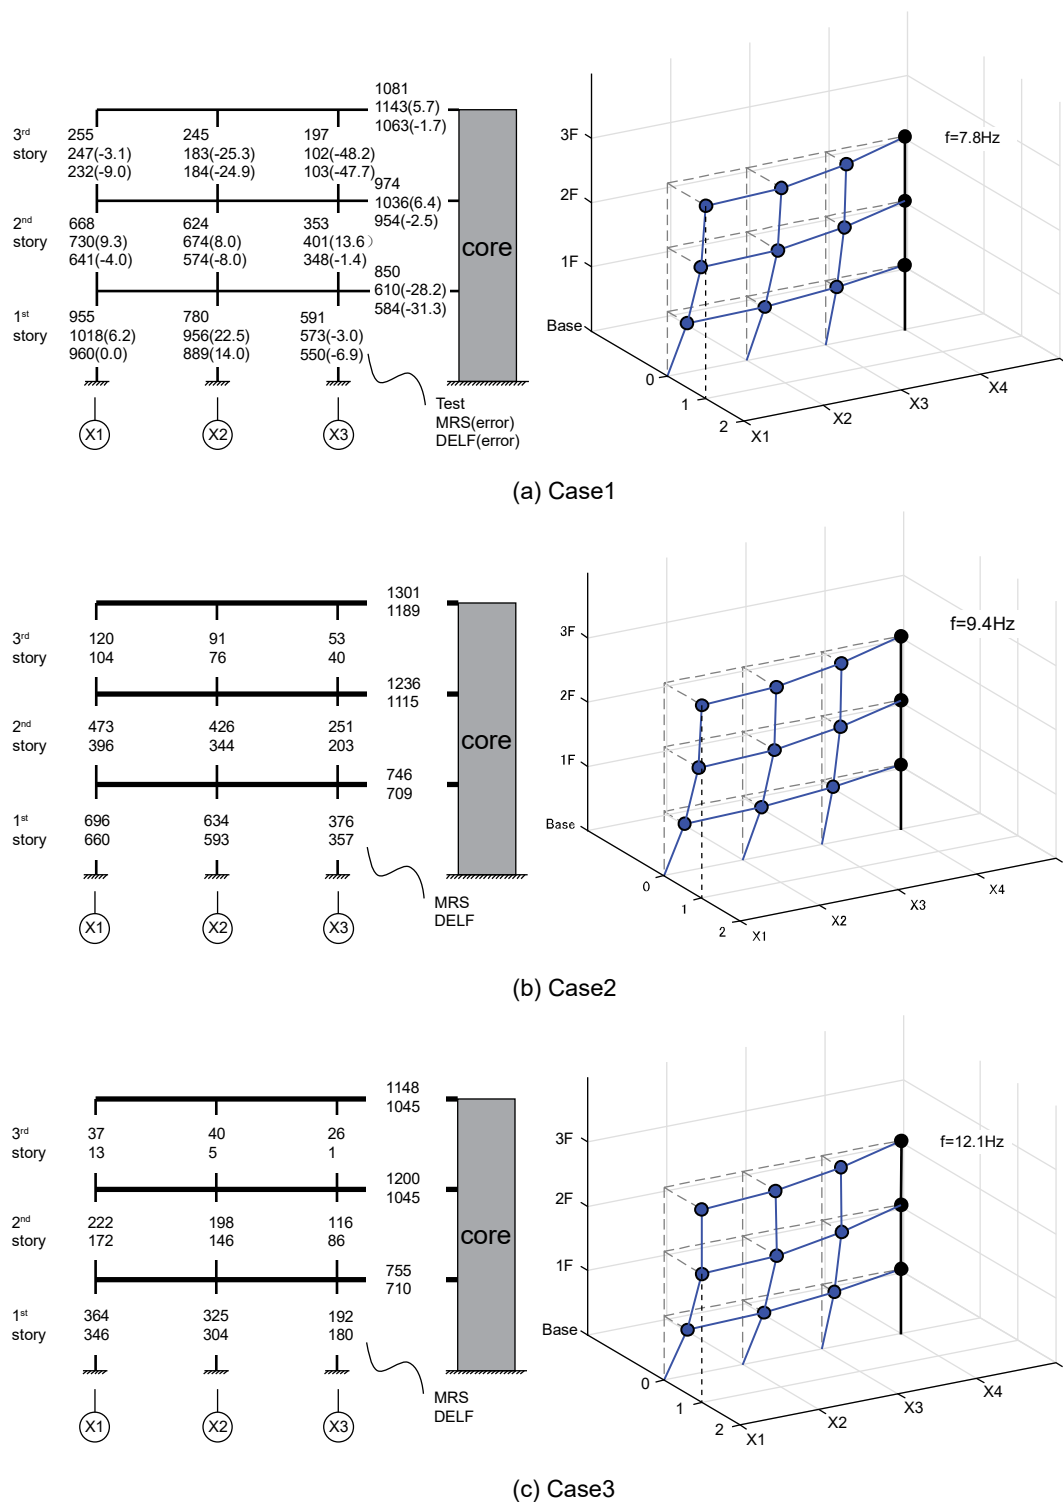 1081
1143(5.7)
1063(-1.7)
3rd
story
255
247(-3.1)
232(-9.0)
245
183(-25.3)
184(-24.9)
197
102(-48.2)
103(-47.7)
974
1036(6.4)
954(-2.5)
2nd
story
668
730(9.3)
641(-4.0)
624
674(8.0)
574(-8.0)
353
401(13.6)
348(-1.4)
850
610(-28.2)
584(-31.3)
1st
story
955
1018(6.2)
960(0.0)
780
956(22.5)
889(14.0)
591
573(-3.0)
550(-6.9)
core
Test
MRS(error)
DELF(error)
X1
X2
X3
f=7.8Hz
3F
2F
1F
Base
0
1
2
X1
X2
X3
X4
(a) Case1
1301
1189
3rd
story
120
104
91
76
53
40
1236
1115
2nd
story
473
396
426
344
251
203
746
709
1st
story
696
660
634
593
376
357
core
MRS
DELF
X1
X2
X3
f=9.4Hz
3F
2F
1F
Base
0
1
2
X1
X2
X3
X4
(b) Case2
1148
1045
3rd
story
37
13
40
5
26
1
1200
1045
2nd
story
222
172
198
146
116
86
755
710
1st
story
364
346
325
304
192
180
core
MRS
DELF
X1
X2
X3
f=12.1Hz
3F
2F
1F
Base
0
1
2
X1
X2
X3
X4
(c) Case3